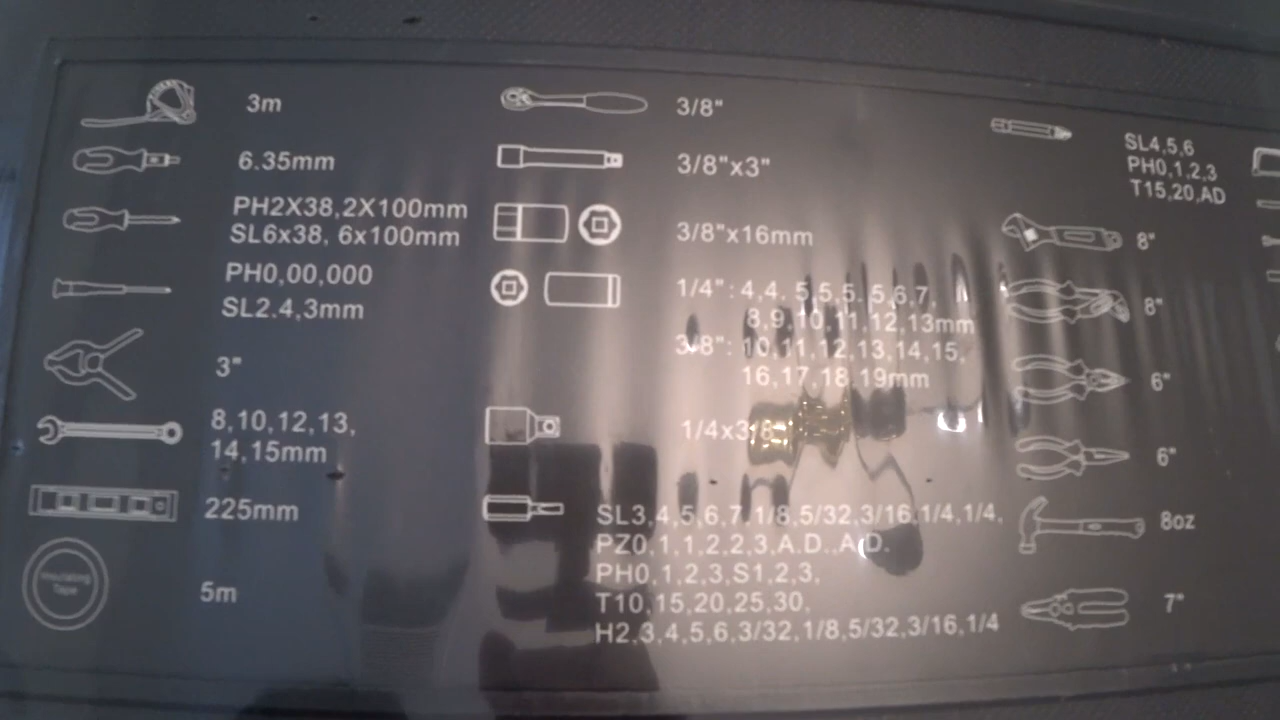 3m
6.35mm
PH2X38,2X100mm
SL6x38, 6x100mm
PH0,00,000
SL2.4,3mm
3"
8,10,12,13,
14,15mm
225mm
Insulating
Tape
5m
3/8"
3/8"x3"
3/8"x16mm
1/4": 4,4. 5,5,5. 5,6,7,
8,9,10,11,12,13mm
3/8": 10,11,12,13,14,15,
16,17,18,19mm
1/4x3/8"
SL3,4,5,6,7,1/8,5/32,3/16,1/4,1/4,
PZ0,1,1,2,2,3,A.D.,A.D.
PH0,1,2,3,S1,2,3,
T10,15,20,25,30,
H2,3,4,5,6,3/32,1/8,5/32,3/16,1/4
SL4,5,6
PH0,1,2,3
T15,20,AD
8"
8"
6"
6"
8oz
7"